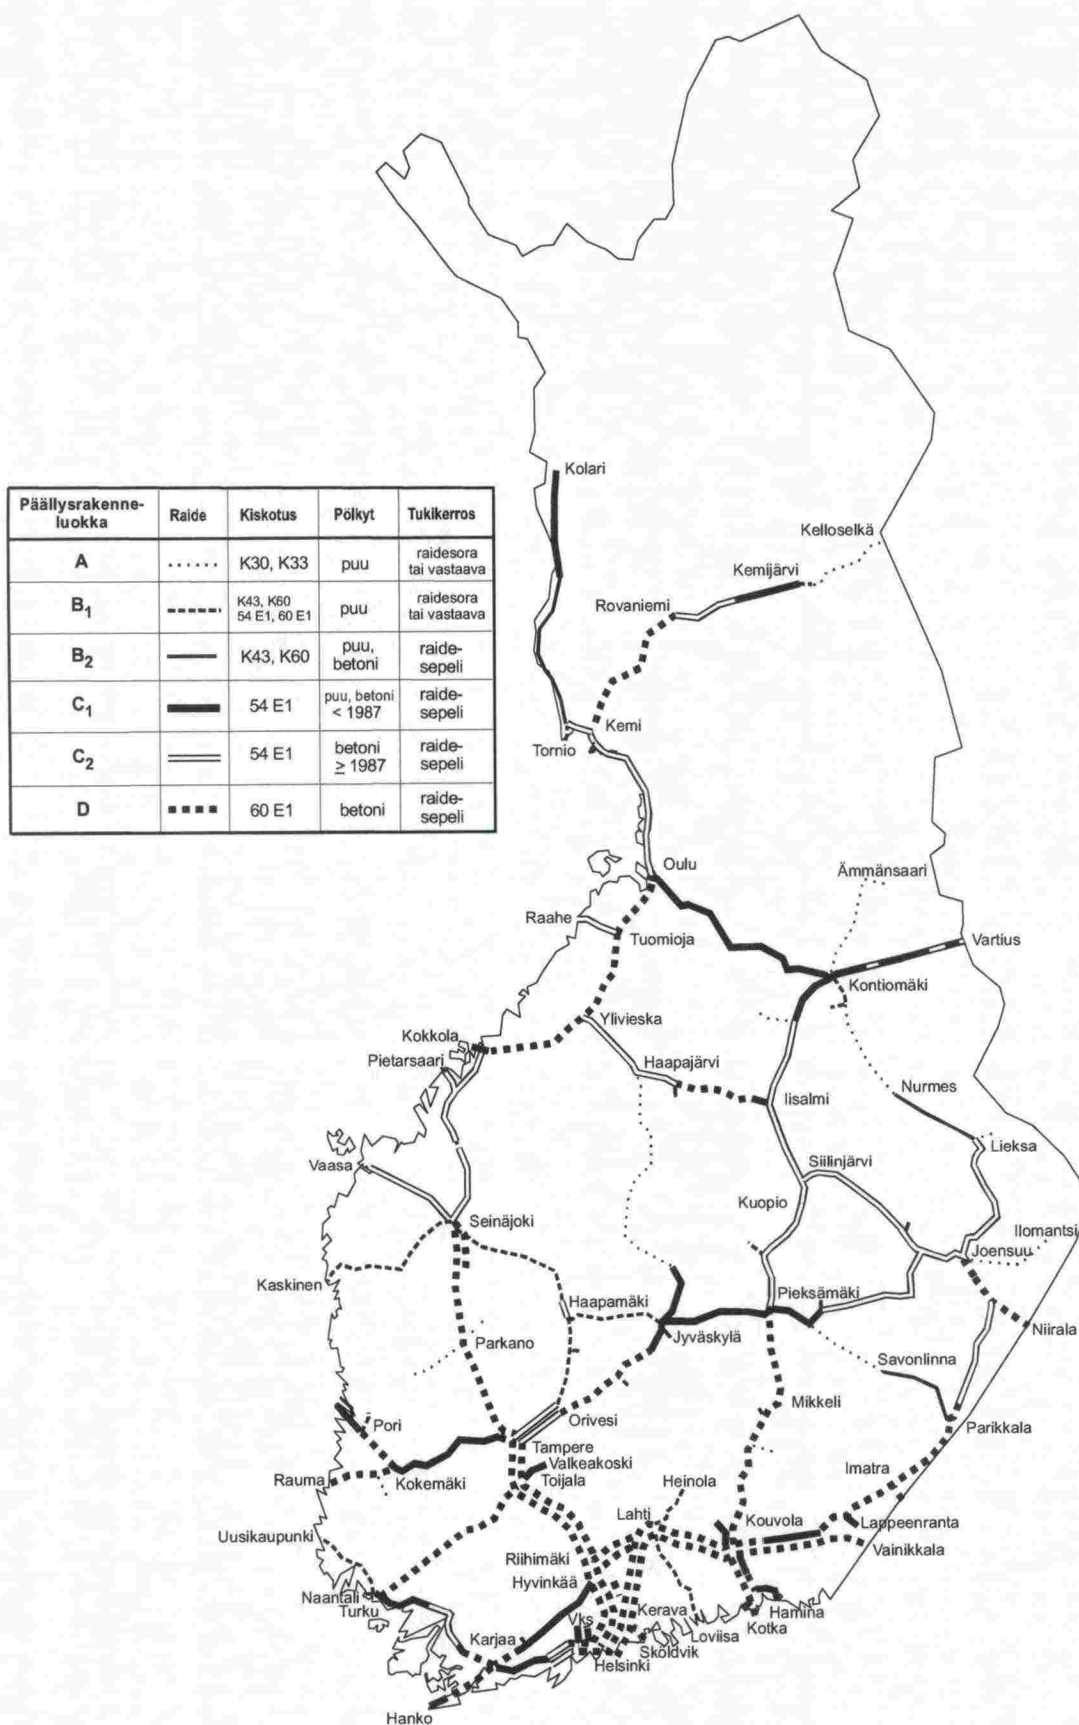 Kolari
Kelloselkä
Kemijärvi
Rovaniemi
Päällysrakenne-
luokka
Raide
Kiskotus
Pölkyt
Tukikerros
A
K30, K33
puu
raidesora
tai vastaava
B1
K43, K60
54 E1, 60 E1
puu
raidesora
tai vastaava
B2
K43, K60
puu,
betoni
raide-
sepeli
C1
54 E1
puu, betoni
< 1987
raide-
sepeli
C2
54 E1
betoni
≥ 1987
raide-
sepeli
D
60 E1
betoni
raide-
sepeli
Kemi
Tornio
Oulu
Ämmänsaari
Raahe
Tuomioja
Vartius
Kontiomäki
Ylivieska
Kokkola
Pietarsaari
Haapajärvi
Iisalmi
Nurmes
Lieksa
Vaasa
Siilinjärvi
Kuopio
Seinäjoki
Ilomantsi
Joensuu
Kaskinen
Haapamäki
Pieksämäki
Jyväskylä
Niirala
Parkano
Savonlinna
Mikkeli
Pori
Orivesi
Parikkala
Tampere
Valkeakoski
Toijala
Rauma
Kokemäki
Heinola
Imatra
Lahti
Kouvola
Lappeenranta
Uusikaupunki
Vainikkala
Riihimäki
Hyvinkää
Naantali
Turku
Kerava
Hamina
Vks
Kotka
Karjaa
Loviisa
Sköldvik
Helsinki
Hanko